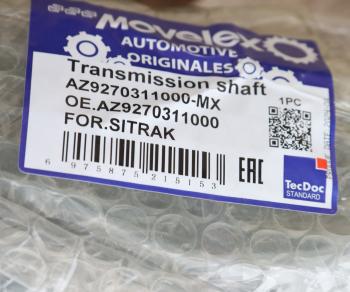 Movelex
AUTOMOTIVE
ORIGINALES
Transmission shaft
AZ9270311000-MX
OE.AZ9270311000
FOR.SITRAK
1PC
6 975875 215153
EAC
TecDoc
STANDARD